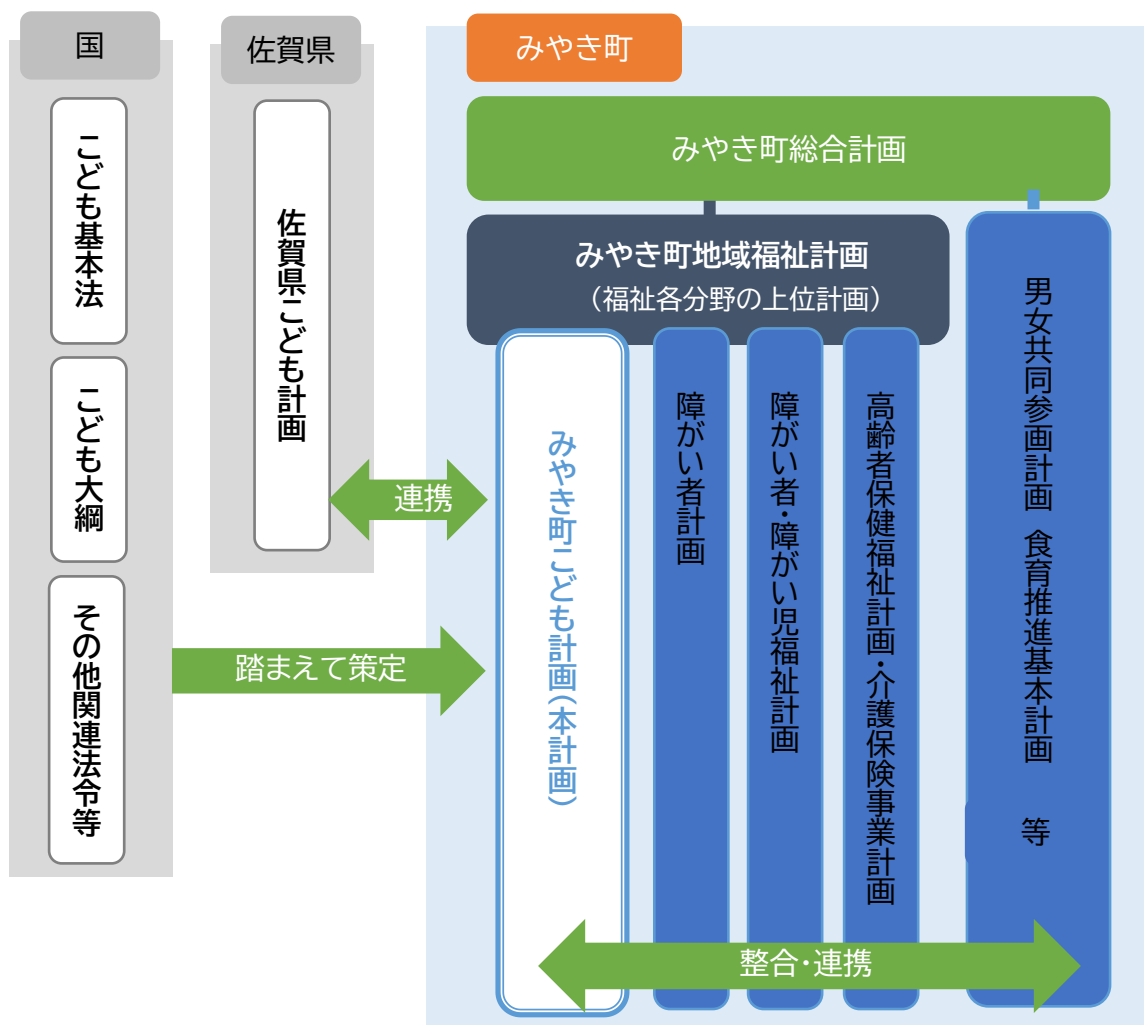 国
こども基本法
こども大綱
その他関連法令等
佐賀県
佐賀県こども計画
連携
踏まえて策定
みやき町
みやき町総合計画
みやき町地域福祉計画
（福祉各分野の上位計画）
みやき町こども計画（本計画）
障がい者計画
障がい者・障がい児福祉計画
高齢者保健福祉計画・介護保険事業計画
男女共同参画計画 食育推進基本計画 等
整合・連携